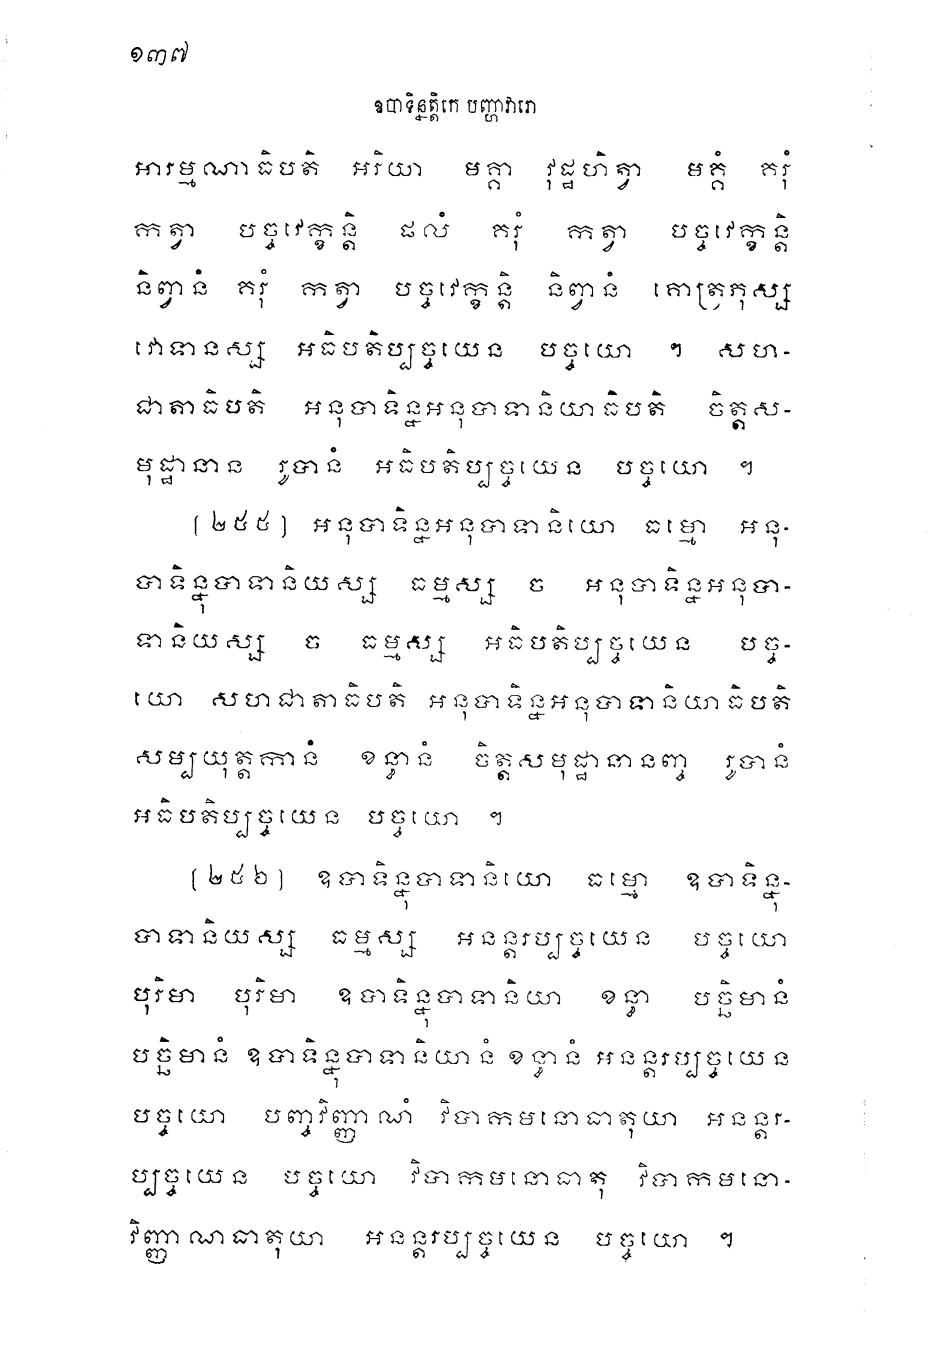 ១៣៧
ឧបាទិន្នត្តិកេ បញ្ហាវារោ
អារម្មណាធិបតិ អរិយា មគ្គា វុដ្ឋហិត្វា មគ្គំ គរុំ
កត្វា បច្ចវេក្ខន្តិ ផលំ គរុំ កត្វា បច្ចវេក្ខន្តិ
និព្វានំ គរុំ កត្វា បច្ចវេក្ខន្តិ និព្វានំ គោត្រភុស្ស
វោទានស្ស អធិបតិប្បច្ចយេន បច្ចយោ ។ សហ-
ជាតាធិបតិ អនុបាទិន្នអនុបាទានិយាធិបតិ ចិត្តស-
មុដ្ឋានាន រូបានំ អធិបតិប្បច្ចយេន បច្ចយោ ។
[២៥៥] អនុបាទិន្នអនុបាទានិយោ ធម្មោ អនុ-
បាទិន្នុបាទានិយស្ស ធម្មស្ស ច អនុបាទិន្នអនុបា-
ទានិយស្ស ច ធម្មស្ស អធិបតិប្បច្ចយេន បច្ច-
យោ សហជាតាធិបតិ អនុបាទិន្នអនុបាទានិយាធិបតិ
សម្បយុត្តកានំ ខន្ធានំ ចិត្តសមុដ្ឋានានញ្ច រូបានំ
អធិបតិប្បច្ចយេន បច្ចយោ ។
[២៥៦] ឧបាទិន្នុបាទានិយោ ធម្មោ ឧបាទិន្នុ-
បាទានិយស្ស ធម្មស្ស អនន្តរប្បច្ចយេន បច្ចយោ
បុរិមា បុរិមា ឧបាទិន្នុបាទានិយា ខន្ធា បច្ឆិមានំ
បច្ឆិមានំ ឧបាទិន្នុបាទានិយានំ ខន្ធានំ អនន្តរប្បច្ចយេន
បច្ចយោ បញ្ចវិញ្ញាណំ វិបាកមនោធាតុយា អនន្តរ-
ប្បច្ចយេន បច្ចយោ វិបាកមនោធាតុ វិបាកមនោ-
វិញ្ញាណធាតុយា អនន្តរប្បច្ចយេន បច្ចយោ ។